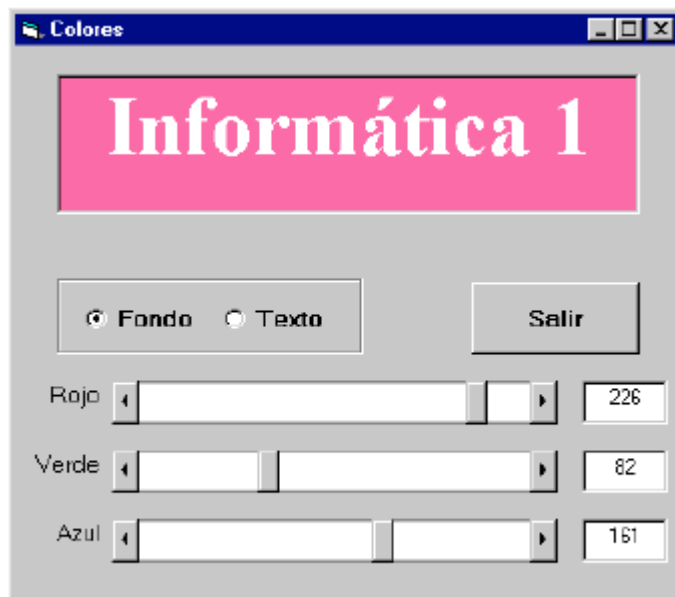 Colores
Informática 1
Fondo Texto
Salir
Rojo 226
Verde 82
Azul 161